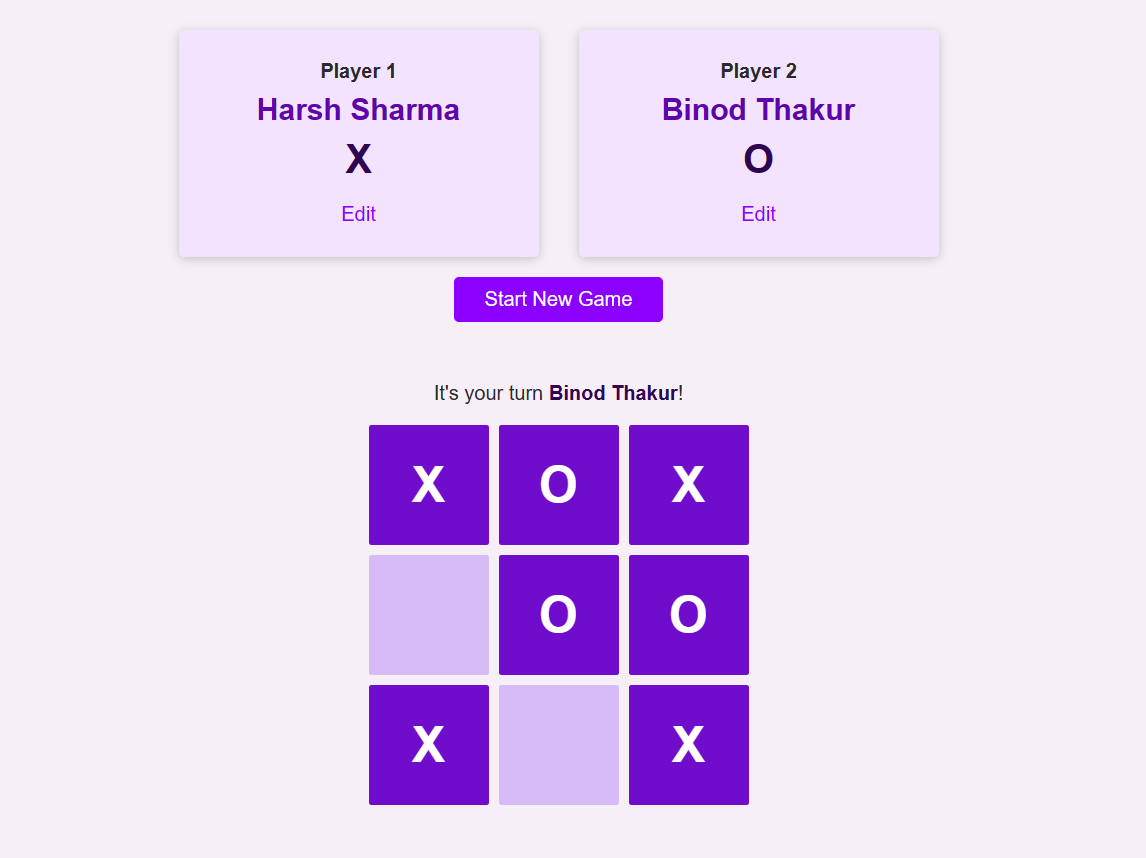 Player 1
Harsh Sharma
X
Edit
Player 2
Binod Thakur
O
Edit
Start New Game
It's your turn Binod Thakur!
X O X
O O
X X